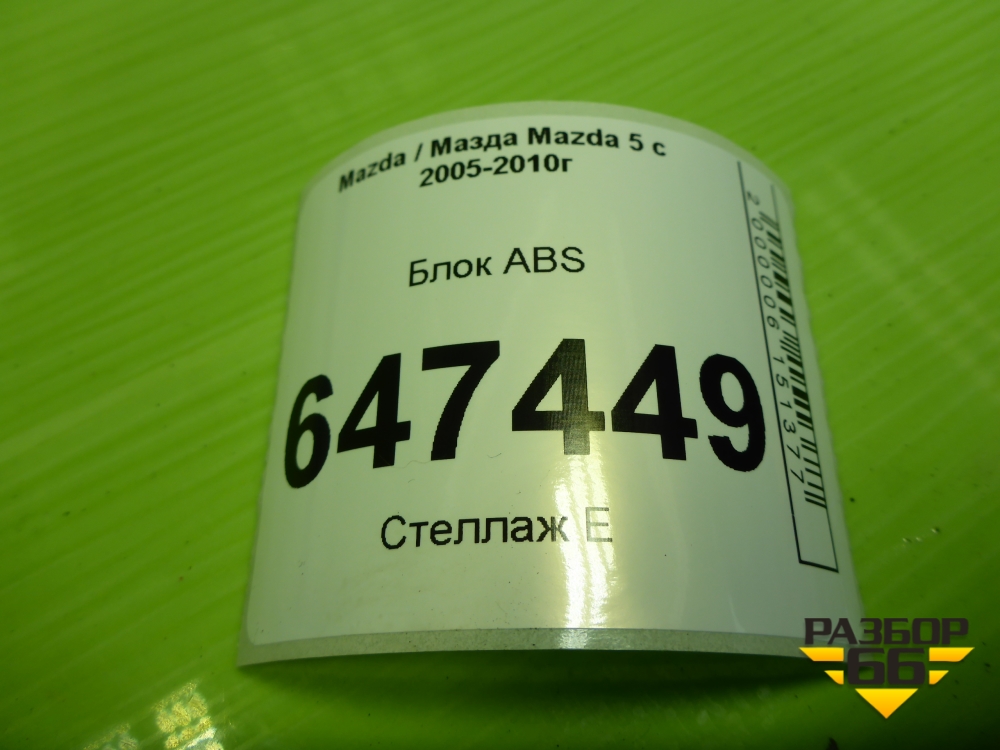 Mazda / Мазда Mazda 5 с
2005-2010г
Блок ABS
647449
Стеллаж E
2000006151377
РАЗБОР
66